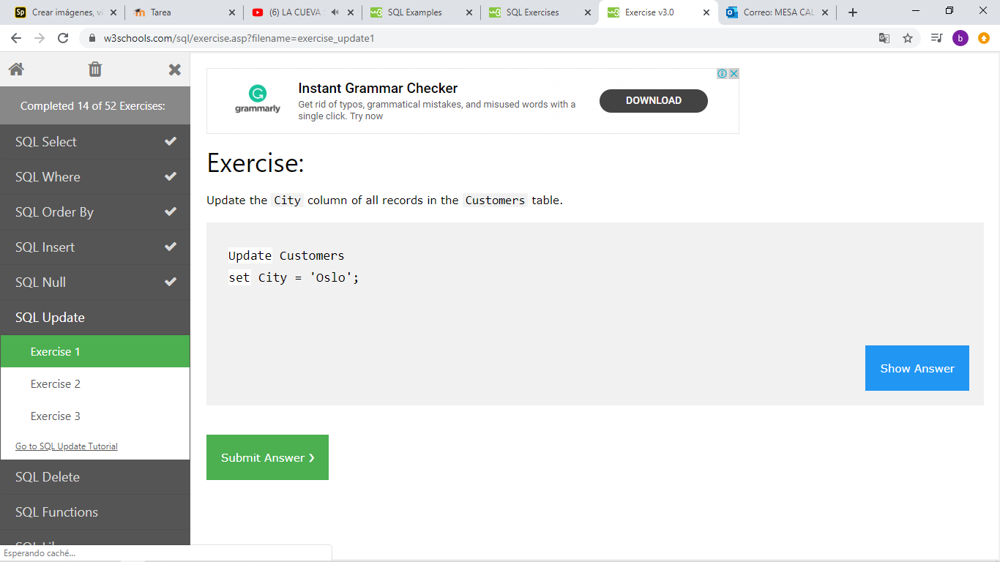 Crear imágenes, ví
Tarea
(6) LA CUEVA S
SQL Examples
SQL Exercises
Exercise v3.0
Correo: MESA CAL
w3schools.com/sql/exercise.asp?filename=exercise_update1
b
Completed 14 of 52 Exercises:
SQL Select
SQL Where
SQL Order By
SQL Insert
SQL Null
SQL Update
Exercise 1
Exercise 2
Exercise 3
Go to SQL Update Tutorial
SQL Delete
SQL Functions
Esperando caché...
grammarly
Instant Grammar Checker
Get rid of typos, grammatical mistakes, and misused words with a
single click. Try now
DOWNLOAD
Exercise:
Update the City column of all records in the Customers table.
Update Customers
set City = 'Oslo';
Show Answer
Submit Answer ❯